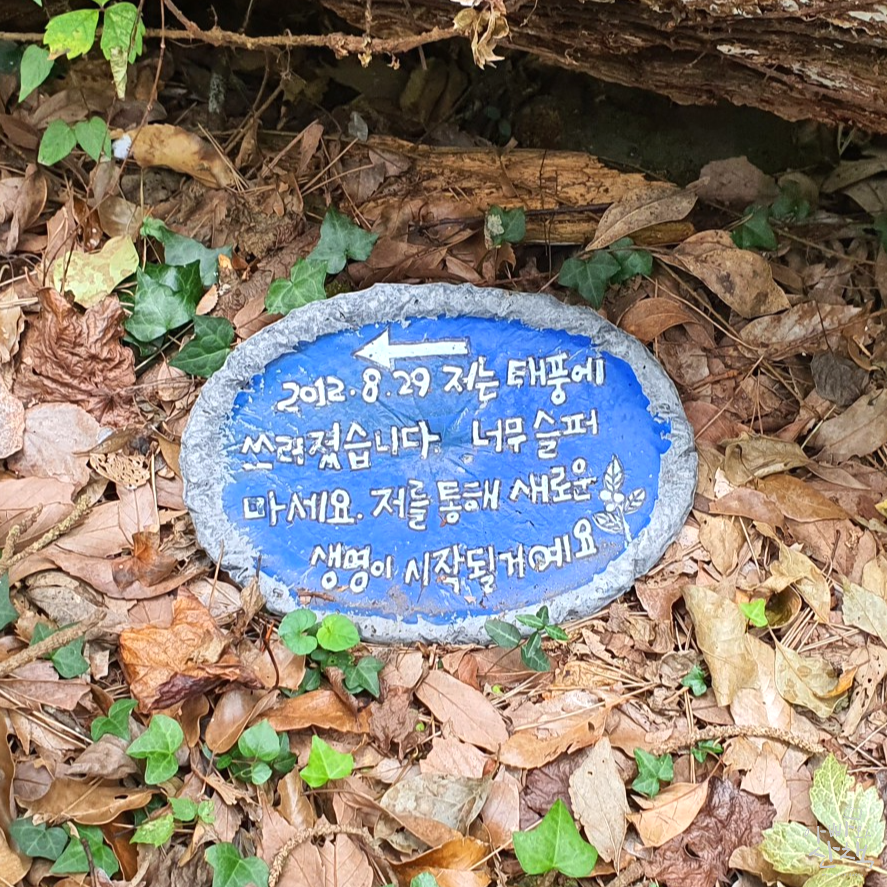 2012.8.29 저는 태풍에
쓰러졌습니다. 너무 슬퍼
마세요. 저를 통해 새로운
생명이 시작될거예요